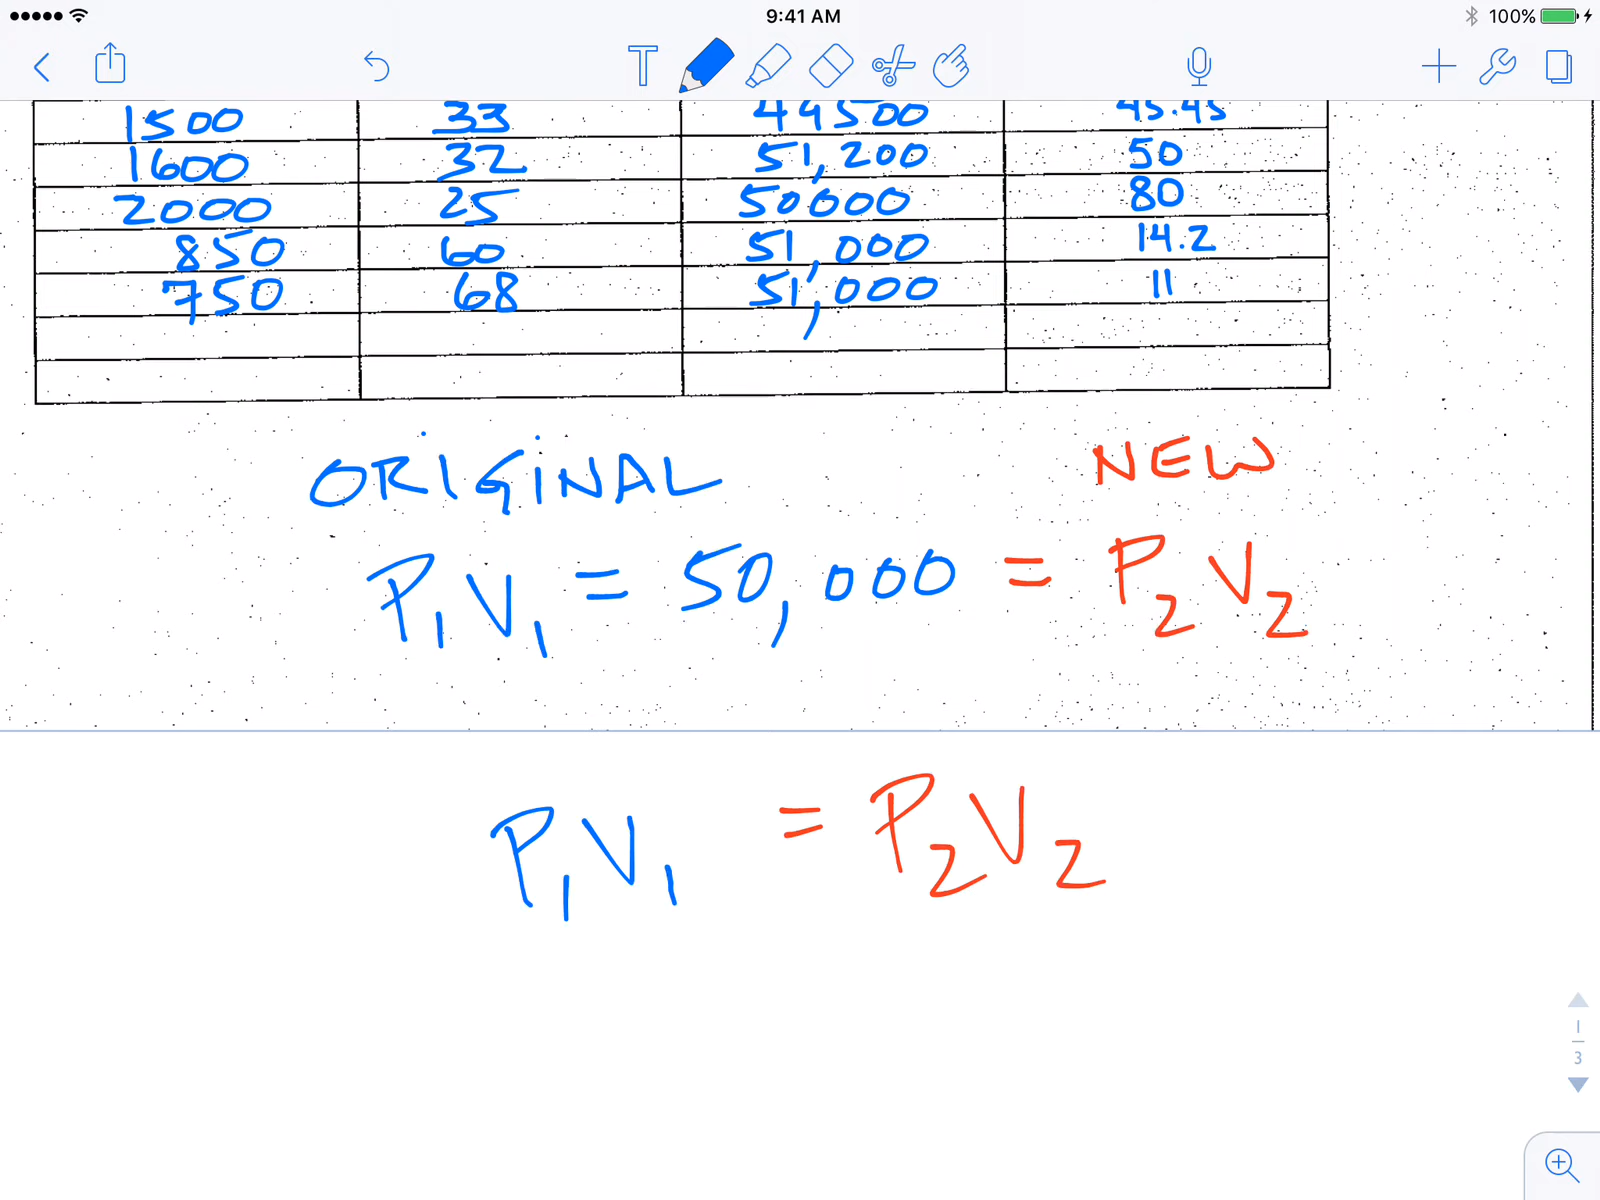 9:41 AM 100%
T
1500 33 49500 45.45
1600 32 51,200 50
2000 25 50000 80
850 60 51,000 14.2
750 68 51,000 11
ORIGINAL NEW
P₁V₁ = 50,000 = P₂V₂
P₁V₁ = P₂V₂
1
3